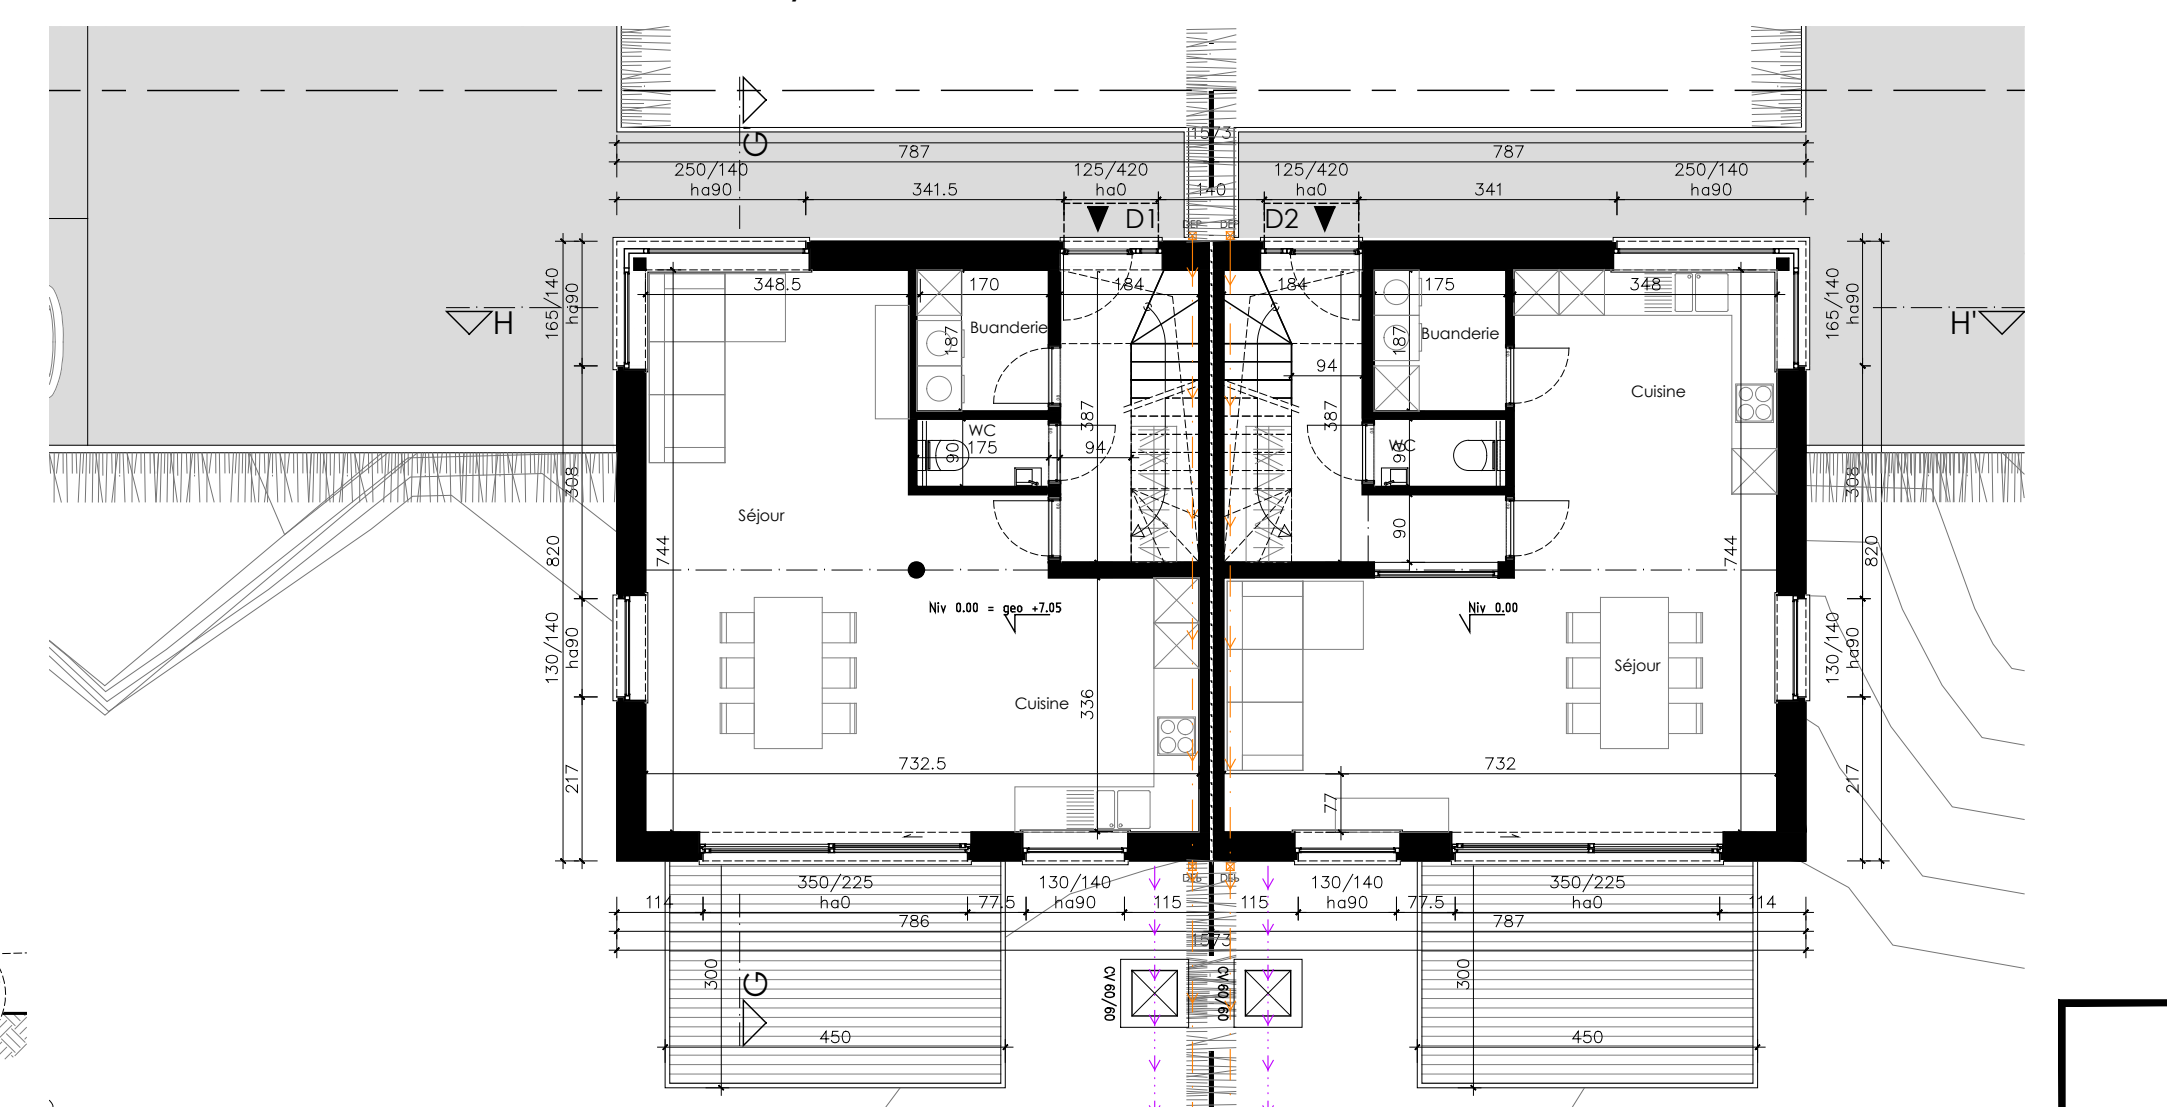 1573
787
787
G
250/140
ha90
341.5
125/420
ha0
140
125/420
ha0
341
250/140
ha90
D1
D2
DEP
DEP
165/140
ha90
H
348.5
170
184
184
175
348
165/140
ha90
H'
Buanderie
187
Buanderie
187
94
Cuisine
387
387
WC
175
90
94
WC
90
308
308
Séjour
744
820
90
744
820
Niv 0.00 = geo +7.05
Niv 0.00
130/140
ha90
Séjour
130/140
ha90
Cuisine
336
732.5
732
217
77
217
DEP
DEP
350/225
ha0
130/140
ha90
130/140
ha90
350/225
ha0
114
77.5
115
115
77.5
114
786
787
1573
300
G
CV 60/60
CV 60/60
300
450
450